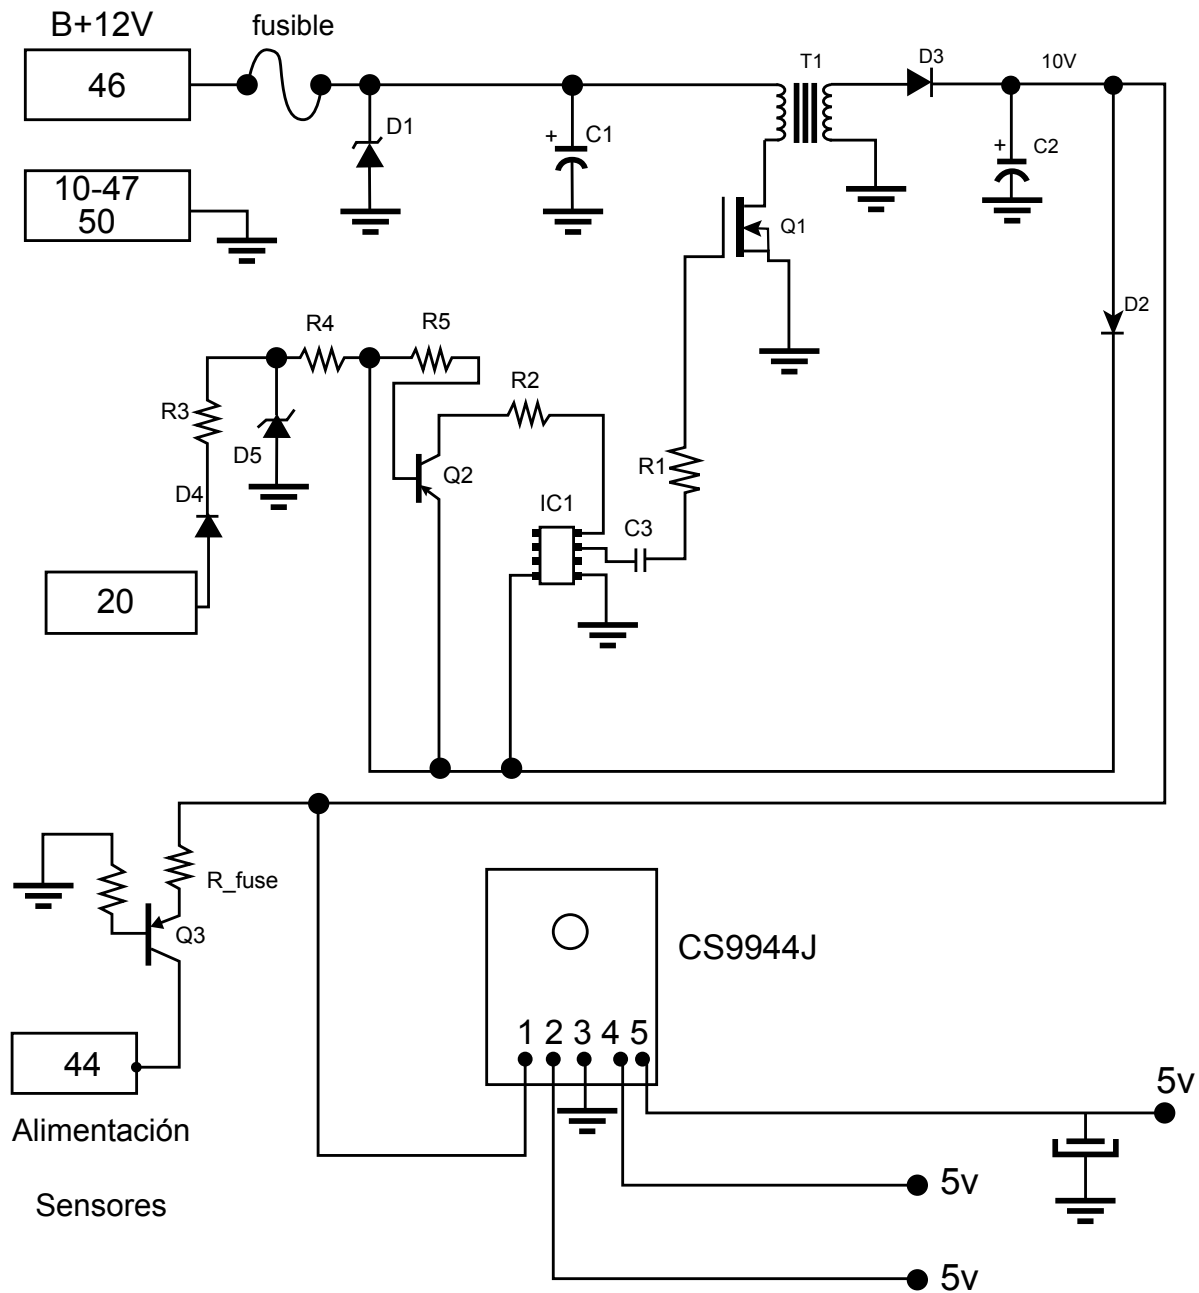 B+12V
fusible
46
T1
D3
10V
D1
+
C1
+
C2
10-47
50
Q1
D2
R4
R5
R2
R3
D5
Q2
R1
D4
IC1
C3
20
R_fuse
Q3
CS9944J
1 2 3 4 5
44
5v
Alimentación
5v
Sensores
5v